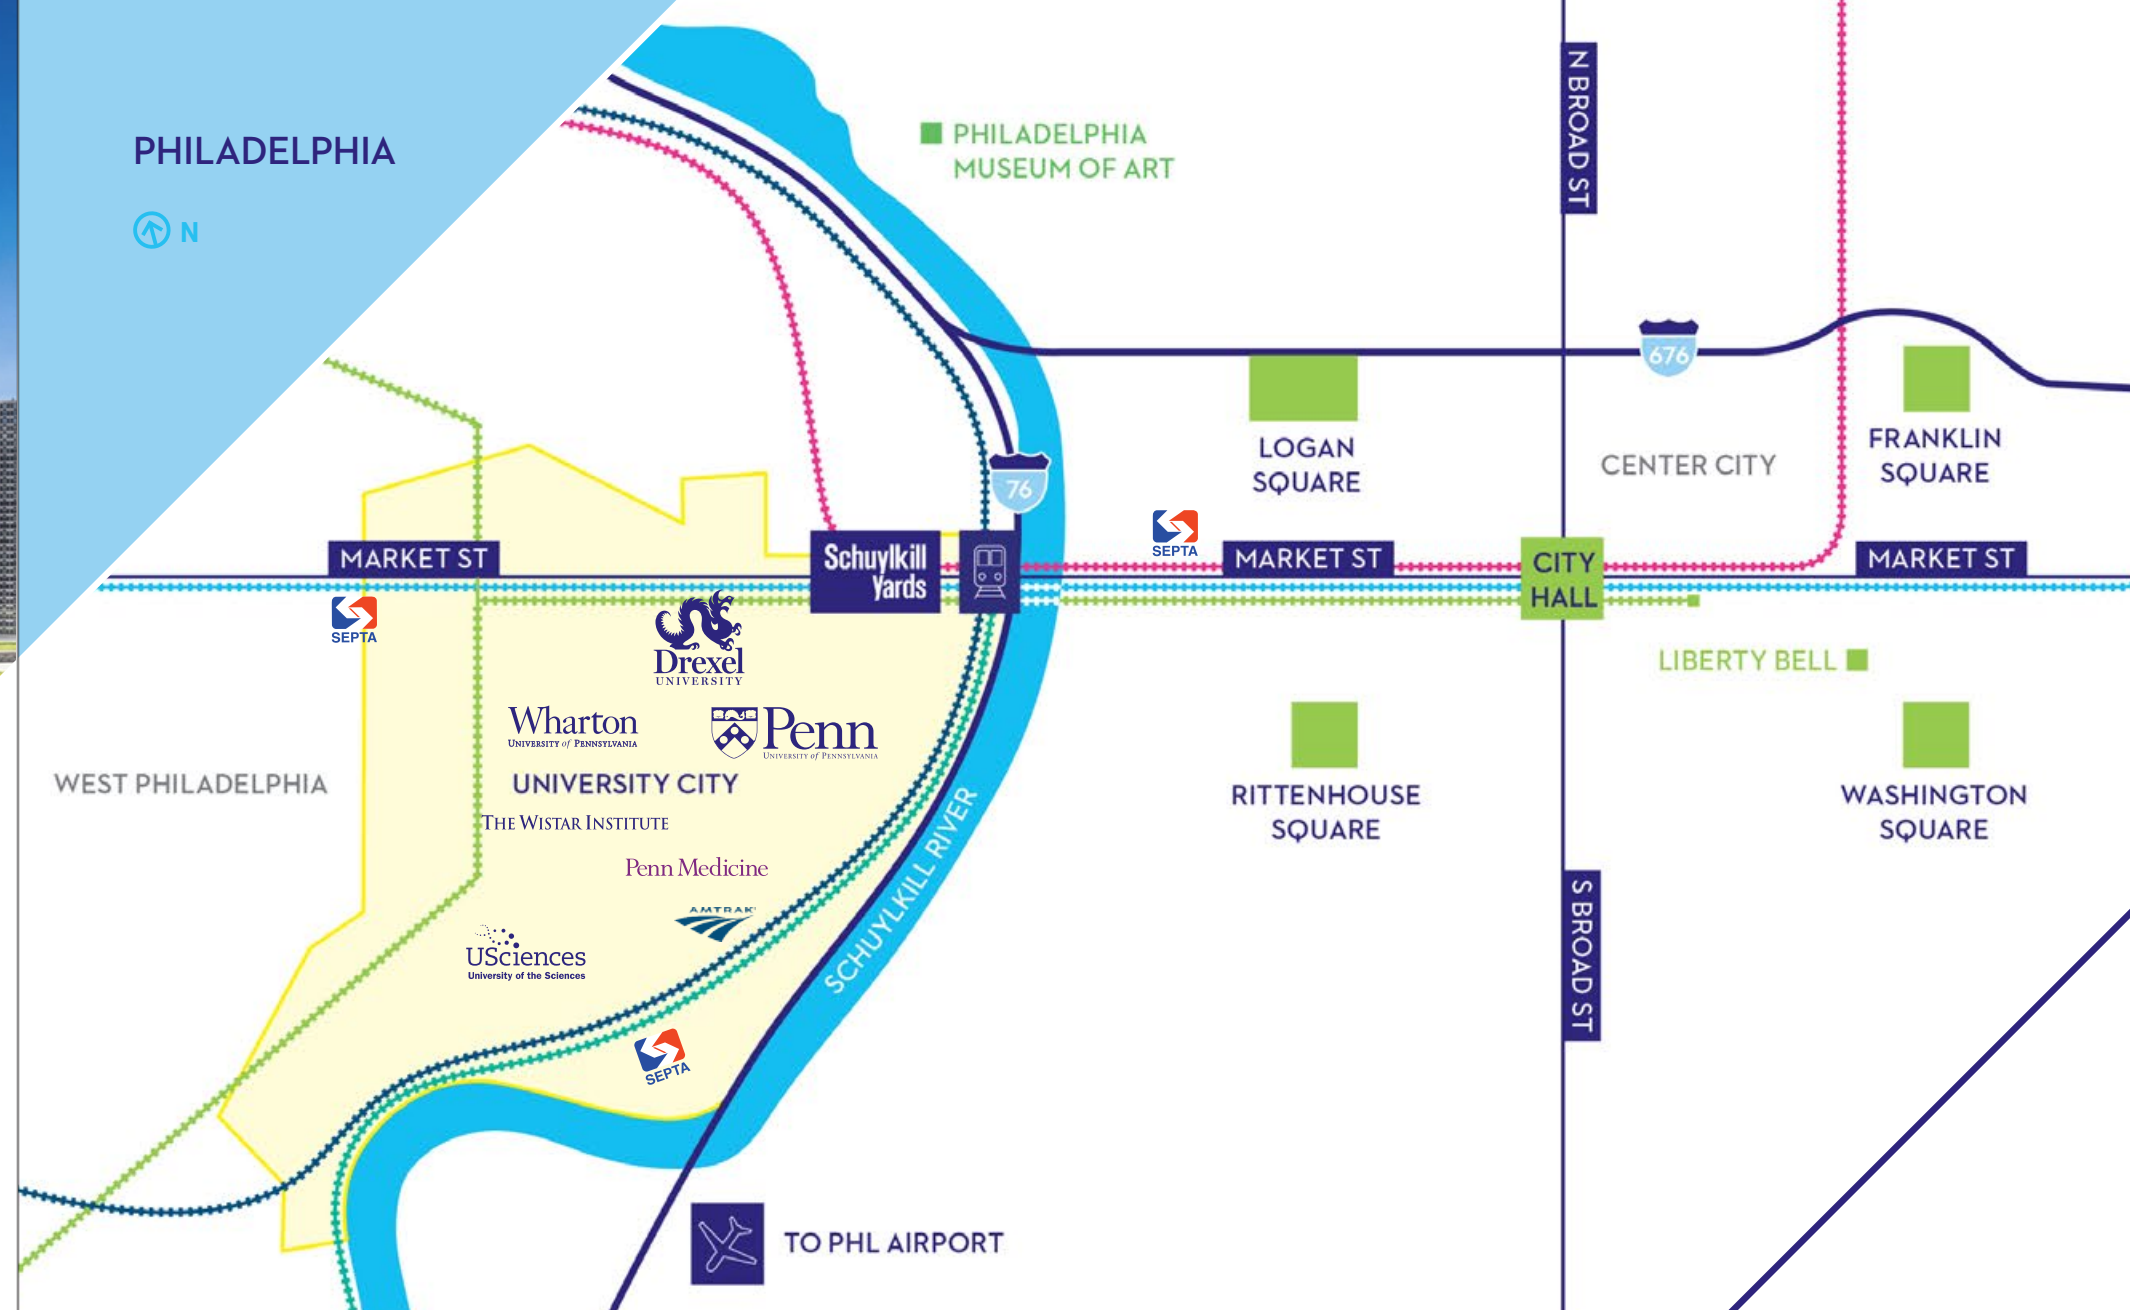 PHILADELPHIA
N
PHILADELPHIA
MUSEUM OF ART
N BROAD ST
676
LOGAN
SQUARE
CENTER CITY
FRANKLIN
SQUARE
76
SEPTA
MARKET ST
Schuylkill
Yards
MARKET ST
CITY
HALL
MARKET ST
SEPTA
Drexel
UNIVERSITY
LIBERTY BELL
Wharton
UNIVERSITY of PENNSYLVANIA
Penn
UNIVERSITY of PENNSYLVANIA
WEST PHILADELPHIA
UNIVERSITY CITY
RITTENHOUSE
SQUARE
WASHINGTON
SQUARE
THE WISTAR INSTITUTE
Penn Medicine
SCHUYLKILL RIVER
AMTRAK
S BROAD ST
USciences
University of the Sciences
SEPTA
TO PHL AIRPORT